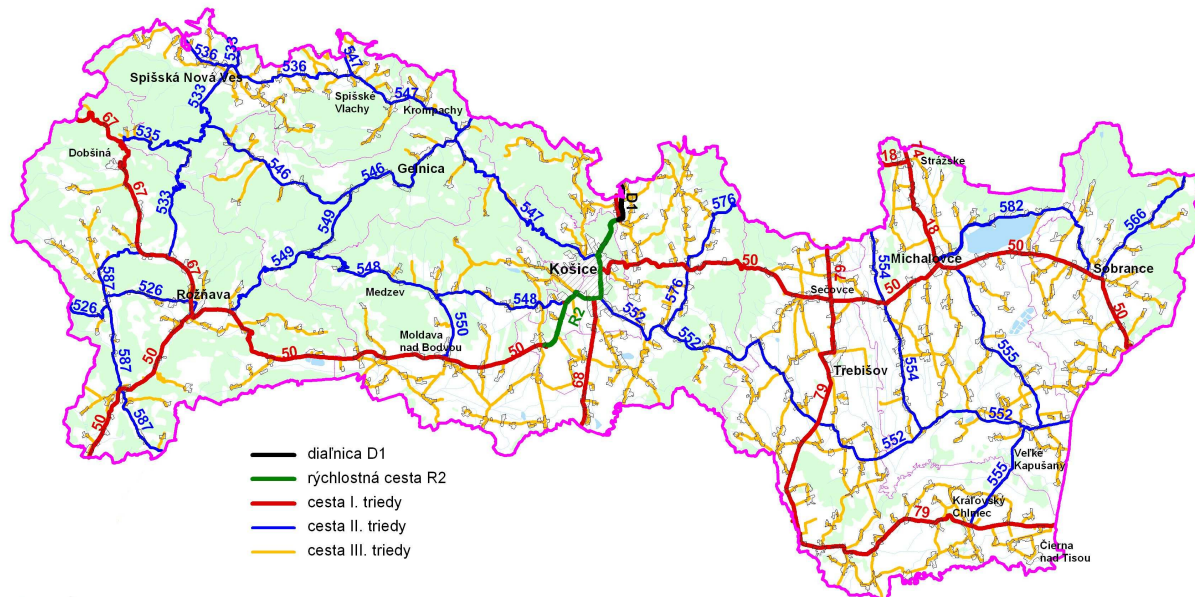 536
533
536
547
Spišská Nová Ves
547
Spišské
Vlachy
Krompachy
533
67
535
Dobšiná
546
546
Gelnica
67
533
549
547
D1
576
74
18
Strážske
18
582
566
50
549
67
587
526
526
Rožňava
548
Medzev
548
550
Košice
50
576
79
Sečovce
554
Michalovce
50
Sobrance
50
R2
552
552
Moldava
nad Bodvou
50
50
50
587
68
Trebišov
554
555
79
50
587
552
552
Veľké
Kapušany
555
Kráľovský
Chlmec
79
Čierna
nad Tisou
diaľnica D1
rýchlostná cesta R2
cesta I. triedy
cesta II. triedy
cesta III. triedy